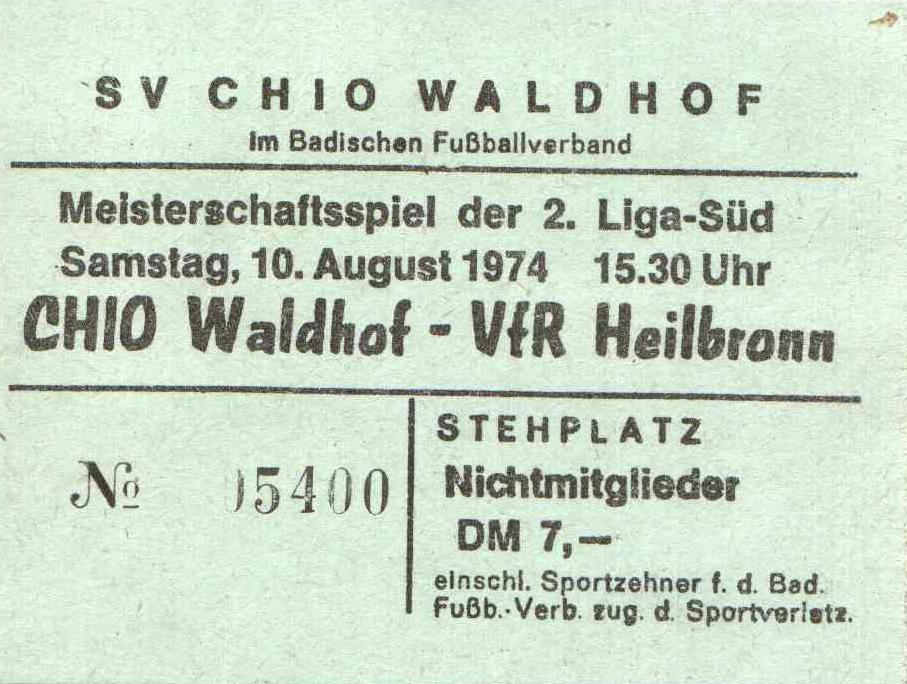 SV CHIO WALDHOF
im Badischen Fußballverband
Meisterschaftsspiel der 2. Liga-Süd
Samstag, 10. August 1974 15.30 Uhr
CHIO Waldhof - VfR Heilbronn
№ 05400
STEHPLATZ
Nichtmitglieder
DM 7,—
einschl. Sportzehner f. d. Bad.
Fußb.-Verb. zug. d. Sportverletz.